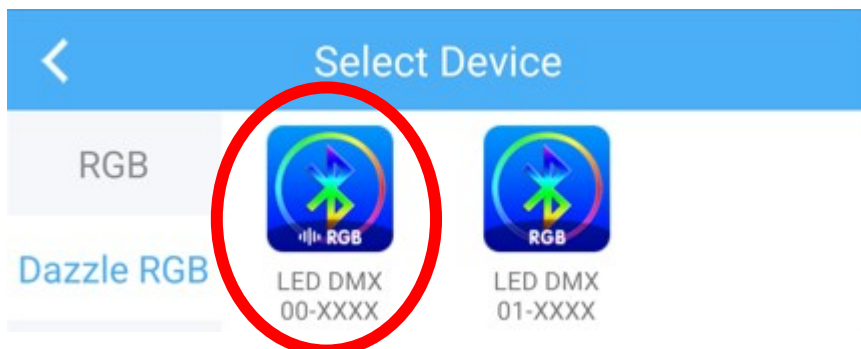 Select Device
RGB
RGB
RGB
Dazzle RGB
LED DMX
00-XXXX
LED DMX
01-XXXX